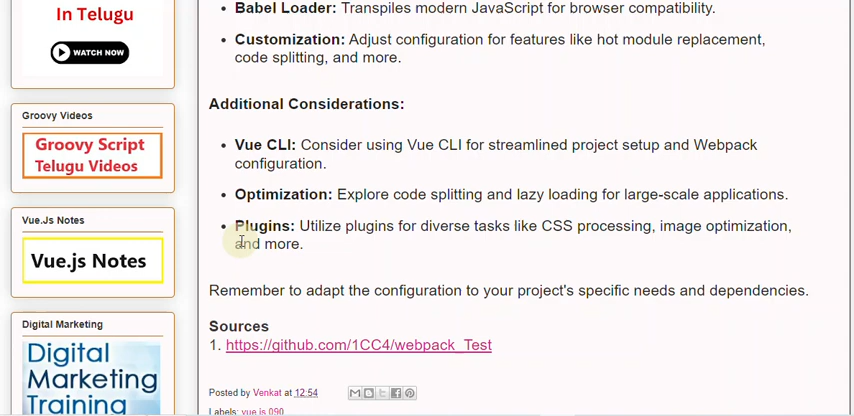 In Telugu
WATCH NOW
Groovy Videos
Groovy Script
Telugu Videos
Vue.Js Notes
Vue.js Notes
Digital Marketing
Digital
Marketing
Training
Babel Loader: Transpiles modern JavaScript for browser compatibility.
Customization: Adjust configuration for features like hot module replacement,
code splitting, and more.
Additional Considerations:
Vue CLI: Consider using Vue CLI for streamlined project setup and Webpack
configuration.
Optimization: Explore code splitting and lazy loading for large-scale applications.
Plugins: Utilize plugins for diverse tasks like CSS processing, image optimization,
and more.
Remember to adapt the configuration to your project's specific needs and dependencies.
Sources
1. https://github.com/1CC4/webpack_Test
Posted by Venkat at 12:54
Labels: vue js 090